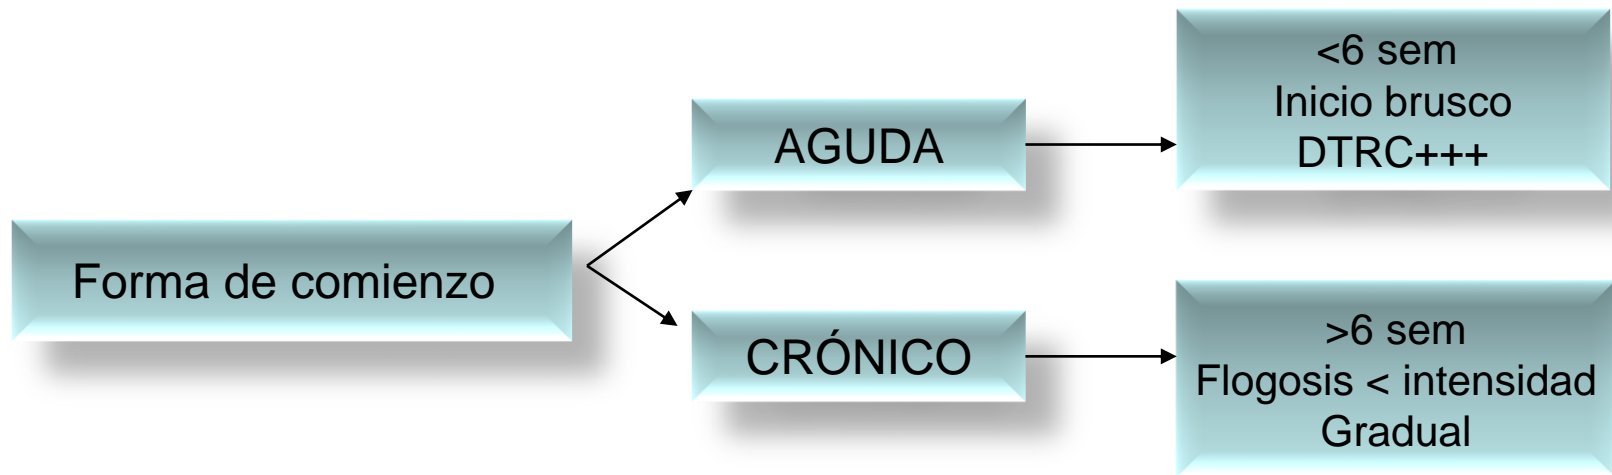 Forma de comienzo
AGUDA
<6 sem
Inicio brusco
DTRC+++
CRÓNICO
>6 sem
Flogosis < intensidad
Gradual